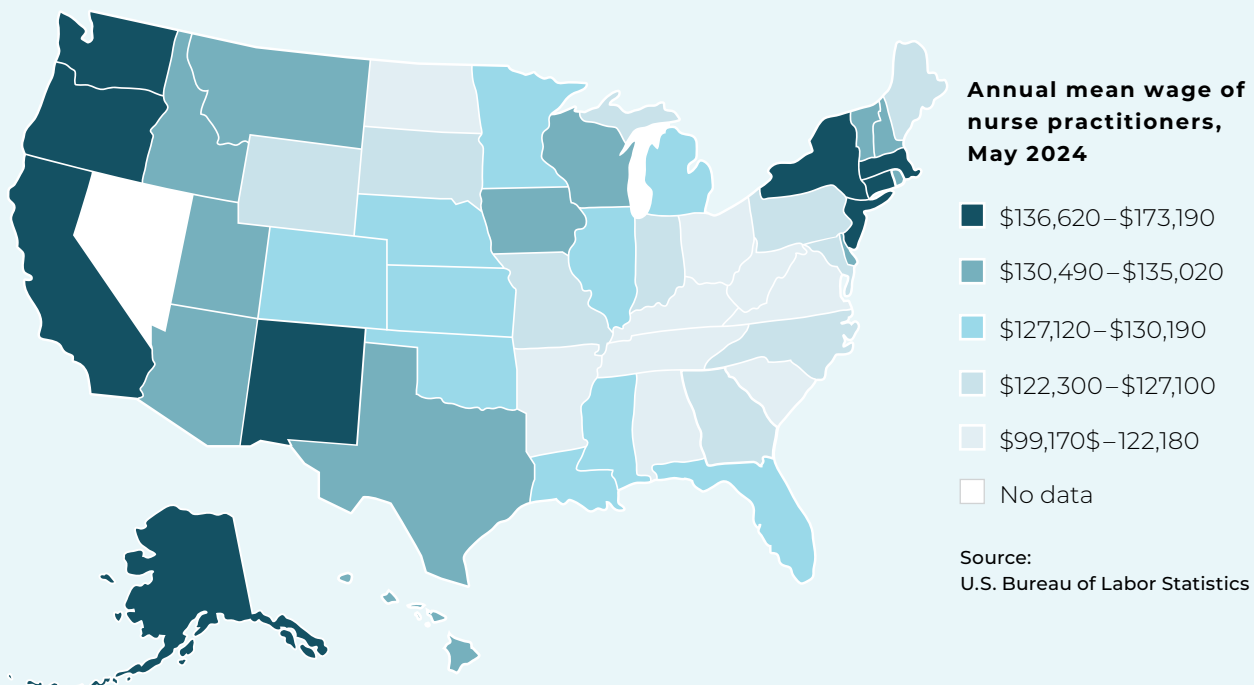 Annual mean wage of
nurse practitioners,
May 2024
$136,620–$173,190
$130,490–$135,020
$127,120–$130,190
$122,300–$127,100
$99,170$–122,180
No data
Source:
U.S. Bureau of Labor Statistics